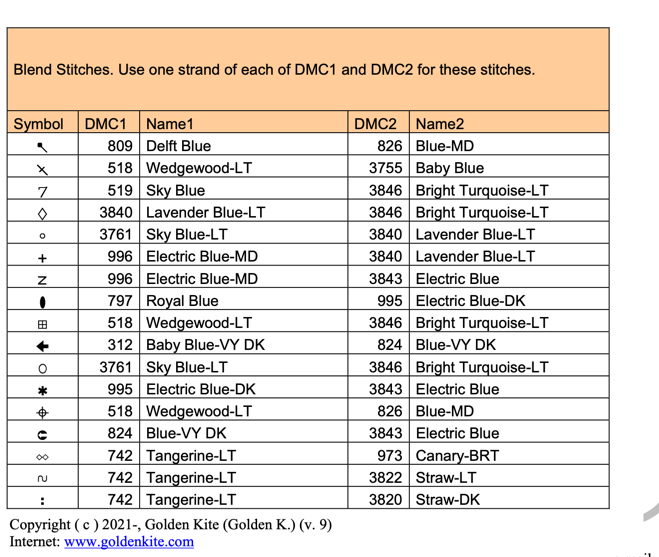 Blend Stitches. Use one strand of each of DMC1 and DMC2 for these stitches.
Symbol DMC1 Name1 DMC2 Name2
809 Delft Blue 826 Blue-MD
518 Wedgewood-LT 3755 Baby Blue
7 519 Sky Blue 3846 Bright Turquoise-LT
◊ 3840 Lavender Blue-LT 3846 Bright Turquoise-LT
○ 3761 Sky Blue-LT 3840 Lavender Blue-LT
+ 996 Electric Blue-MD 3840 Lavender Blue-LT
z 996 Electric Blue-MD 3843 Electric Blue
797 Royal Blue 995 Electric Blue-DK
⊞ 518 Wedgewood-LT 3846 Bright Turquoise-LT
🡸 312 Baby Blue-VY DK 824 Blue-VY DK
O 3761 Sky Blue-LT 3846 Bright Turquoise-LT
✱ 995 Electric Blue-DK 3843 Electric Blue
⌖ 518 Wedgewood-LT 826 Blue-MD
824 Blue-VY DK 3843 Electric Blue
◇◇ 742 Tangerine-LT 973 Canary-BRT
~ 742 Tangerine-LT 3822 Straw-LT
: 742 Tangerine-LT 3820 Straw-DK
Copyright ( c ) 2021-, Golden Kite (Golden K.) (v. 9)
Internet: www.goldenkite.com